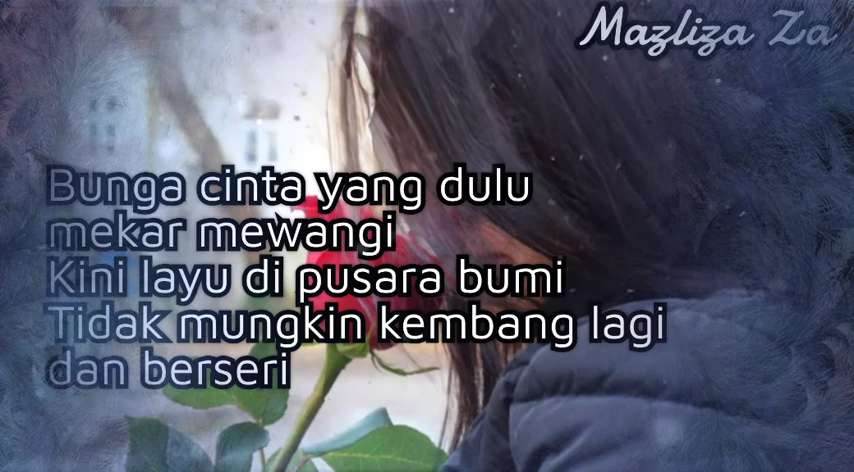 Mazliza Za
Bunga cinta yang dulu
mekar mewangi
Kini layu di pusara bumi
Tidak mungkin kembang lagi
dan berseri